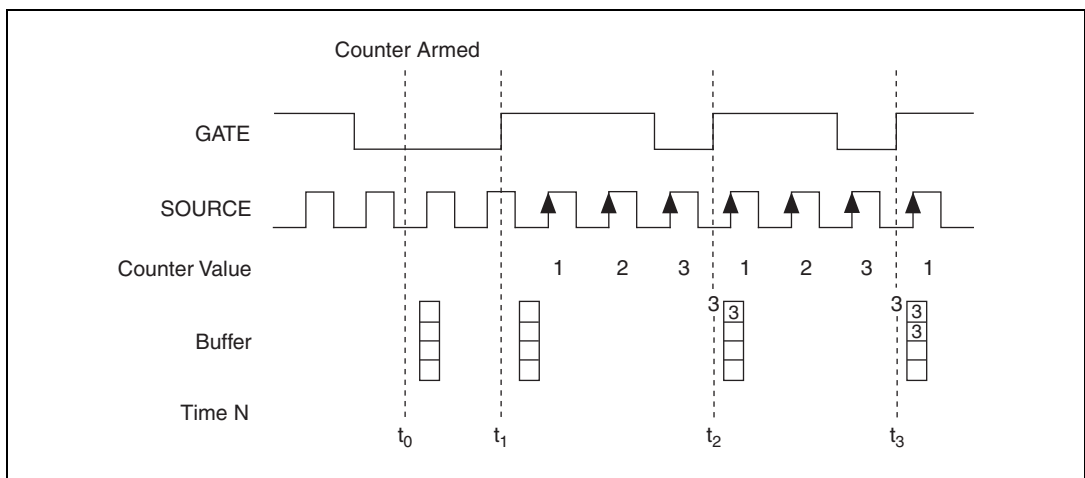 Counter Armed
GATE
SOURCE
Counter Value 1 2 3 1 2 3 1
3 3 3 3
3
Buffer
Time N
t0 t1 t2 t3